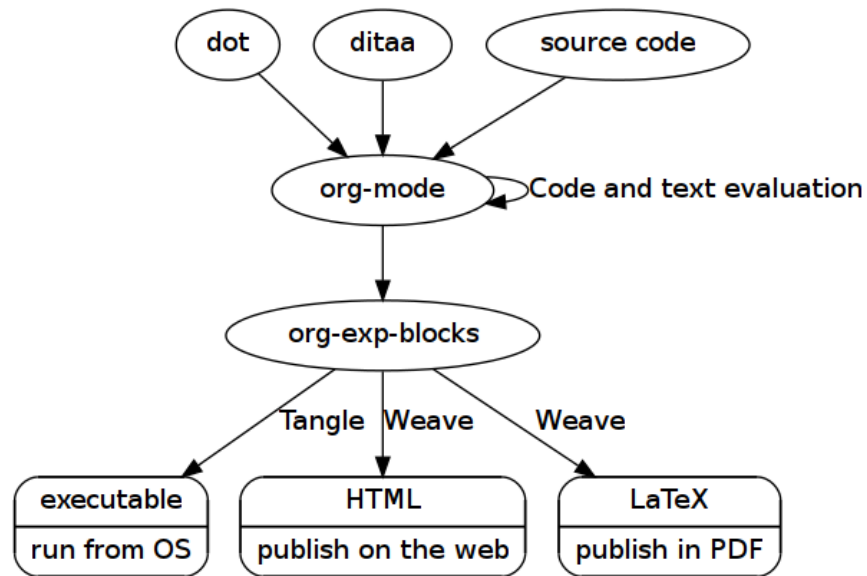 dot
ditaa
source code
org-mode
Code and text evaluation
org-exp-blocks
Tangle
Weave
Weave
executable
run from OS
HTML
publish on the web
LaTeX
publish in PDF